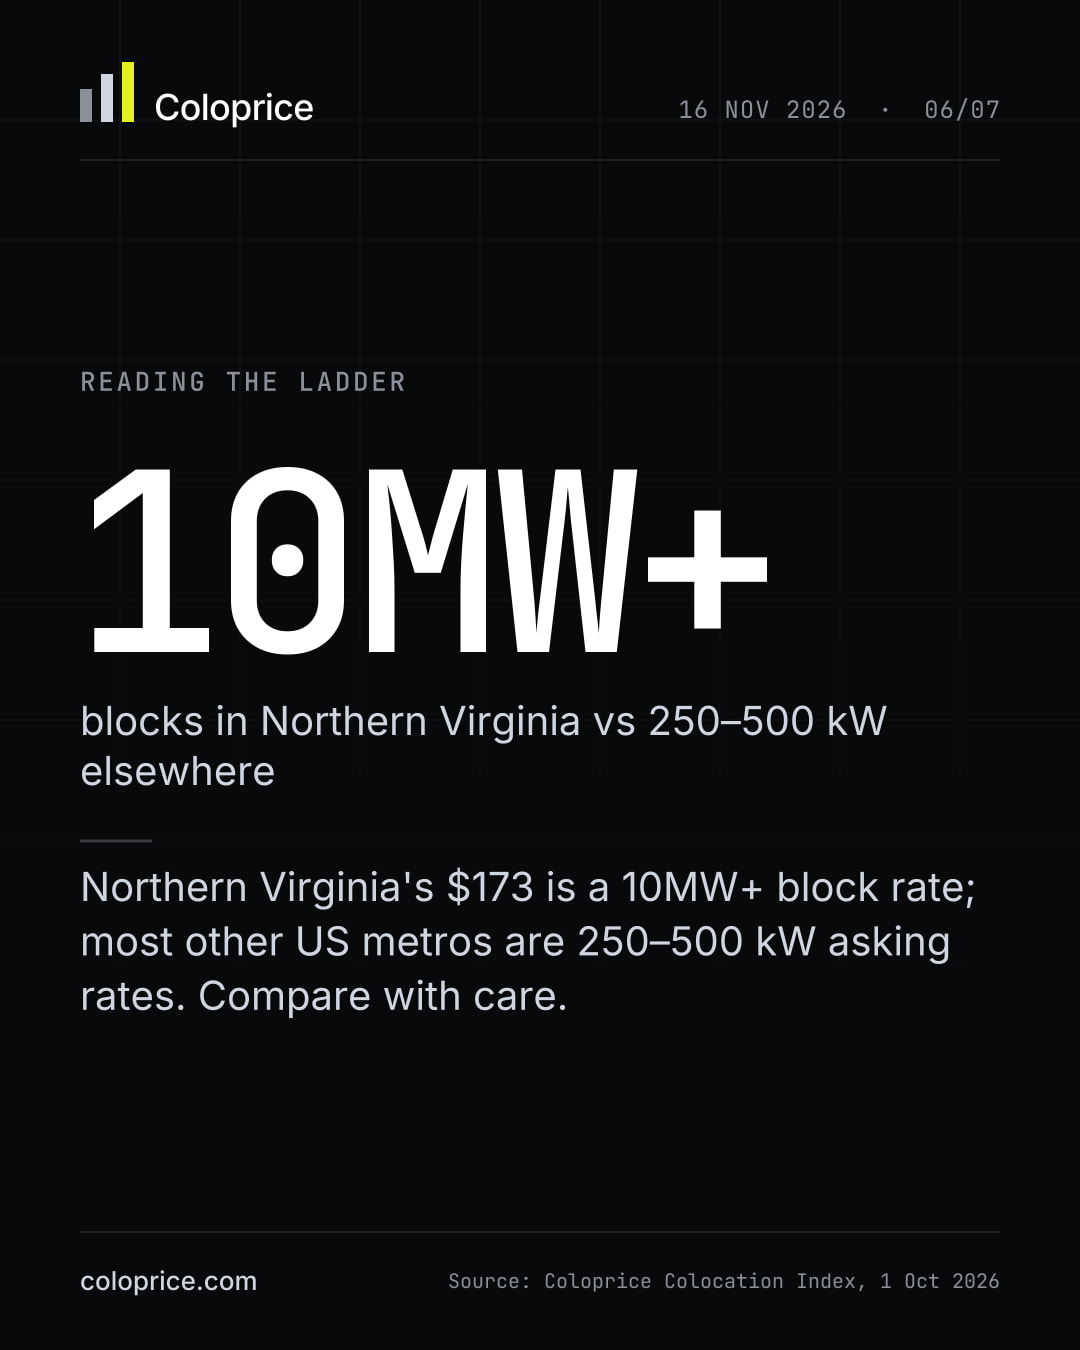 Coloprice
16 NOV 2026 · 06/07
READING THE LADDER
10MW+
blocks in Northern Virginia vs 250–500 kW
elsewhere
Northern Virginia's $173 is a 10MW+ block rate;
most other US metros are 250–500 kW asking
rates. Compare with care.
coloprice.com
Source: Coloprice Colocation Index, 1 Oct 2026